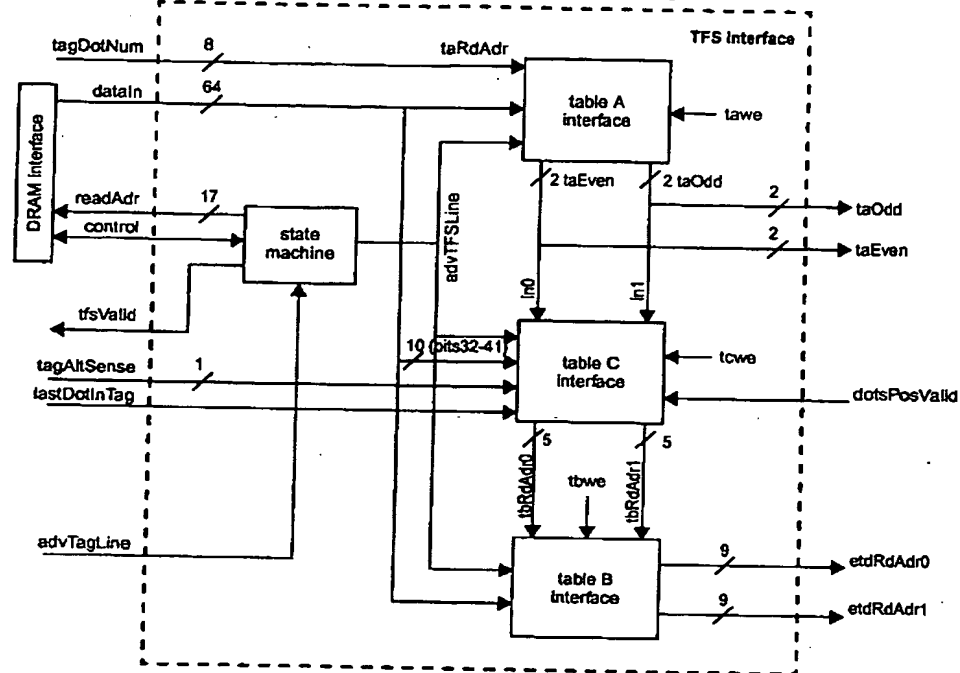 TFS Interface
tagDotNum
8
taRdAdr
dataIn
64
table A
interface
tawe
DRAM Interface
2 taEven
2 taOdd
2
taOdd
readAdr
17
control
state
machine
advTFSLine
2
taEven
In0
In1
tfsValid
10 (bits32-41)
table C
interface
tcwe
tagAltSense
1
lastDotInTag
dotsPosValid
5
5
tbRdAdr0
tbwe
tbRdAdr1
advTagLine
table B
interface
9
etdRdAdr0
9
etdRdAdr1